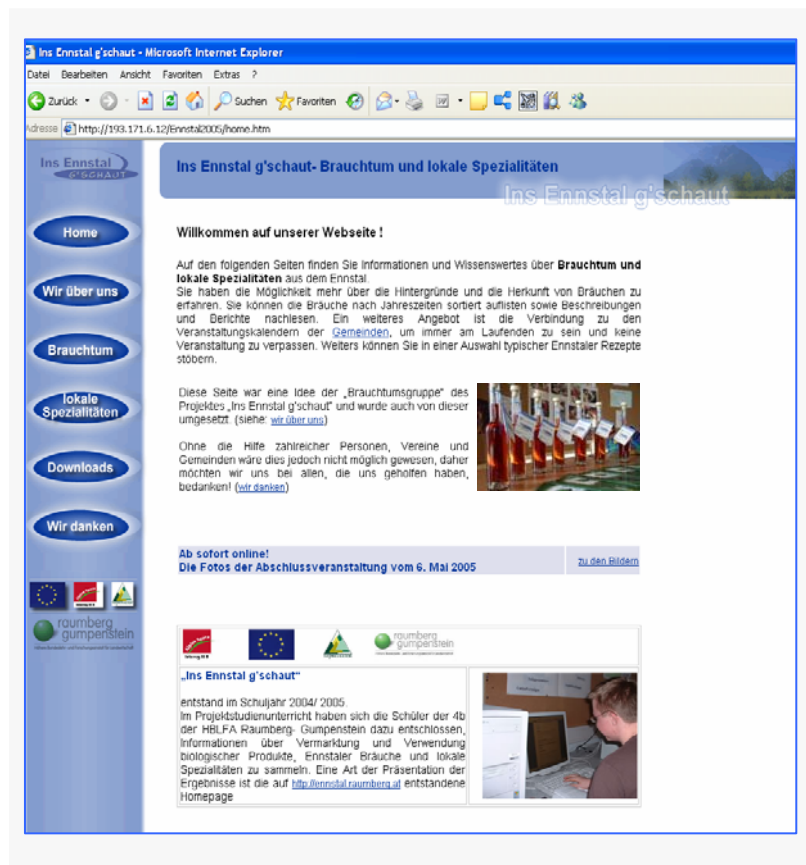 Ins Ennstal g'schaut - Microsoft Internet Explorer
Datei Bearbeiten Ansicht Favoriten Extras ?
Zurück Suchen Favoriten
Adresse http://193.171.6.12/Ennstal2005/home.htm
Ins Ennstal
G'SCHAUT
Ins Ennstal g'schaut- Brauchtum und lokale Spezialitäten
Ins Ennstal g'schaut
Home
Wir über uns
Brauchtum
lokale
Spezialitäten
Downloads
Wir danken
raumberg
gumpenstein
Willkommen auf unserer Webseite !
Auf den folgenden Seiten finden Sie Informationen und Wissenswertes über Brauchtum und
lokale Spezialitäten aus dem Ennstal.
Sie haben die Möglichkeit mehr über die Hintergründe und die Herkunft von Bräuchen zu
erfahren. Sie können die Bräuche nach Jahreszeiten sortiert auflisten sowie Beschreibungen
und Berichte nachlesen. Ein weiteres Angebot ist die Verbindung zu den
Veranstaltungskalendern der Gemeinden, um immer am Laufenden zu sein und keine
Veranstaltung zu verpassen. Weiters können Sie in einer Auswahl typischer Ennstaler Rezepte
stöbern.
Diese Seite war eine Idee der „Brauchtumsgruppe" des
Projektes „Ins Ennstal g'schaut" und wurde auch von dieser
umgesetzt. (siehe: wir über uns)
Ohne die Hilfe zahlreicher Personen, Vereine und
Gemeinden wäre dies jedoch nicht möglich gewesen, daher
möchten wir uns bei allen, die uns geholfen haben,
bedanken! (wir danken)
Ab sofort online!
Die Fotos der Abschlussveranstaltung vom 6. Mai 2005
zu den Bildern
raumberg
gumpenstein
„Ins Ennstal g'schaut"
entstand im Schuljahr 2004/ 2005.
Im Projektstudienunterricht haben sich die Schüler der 4b
der HBLFA Raumberg- Gumpenstein dazu entschlossen,
Informationen über Vermarktung und Verwendung
biologischer Produkte, Ennstaler Bräuche und lokale
Spezialitäten zu sammeln. Eine Art der Präsentation der
Ergebnisse ist die auf http://ennstal.raumberg.at entstandene
Homepage